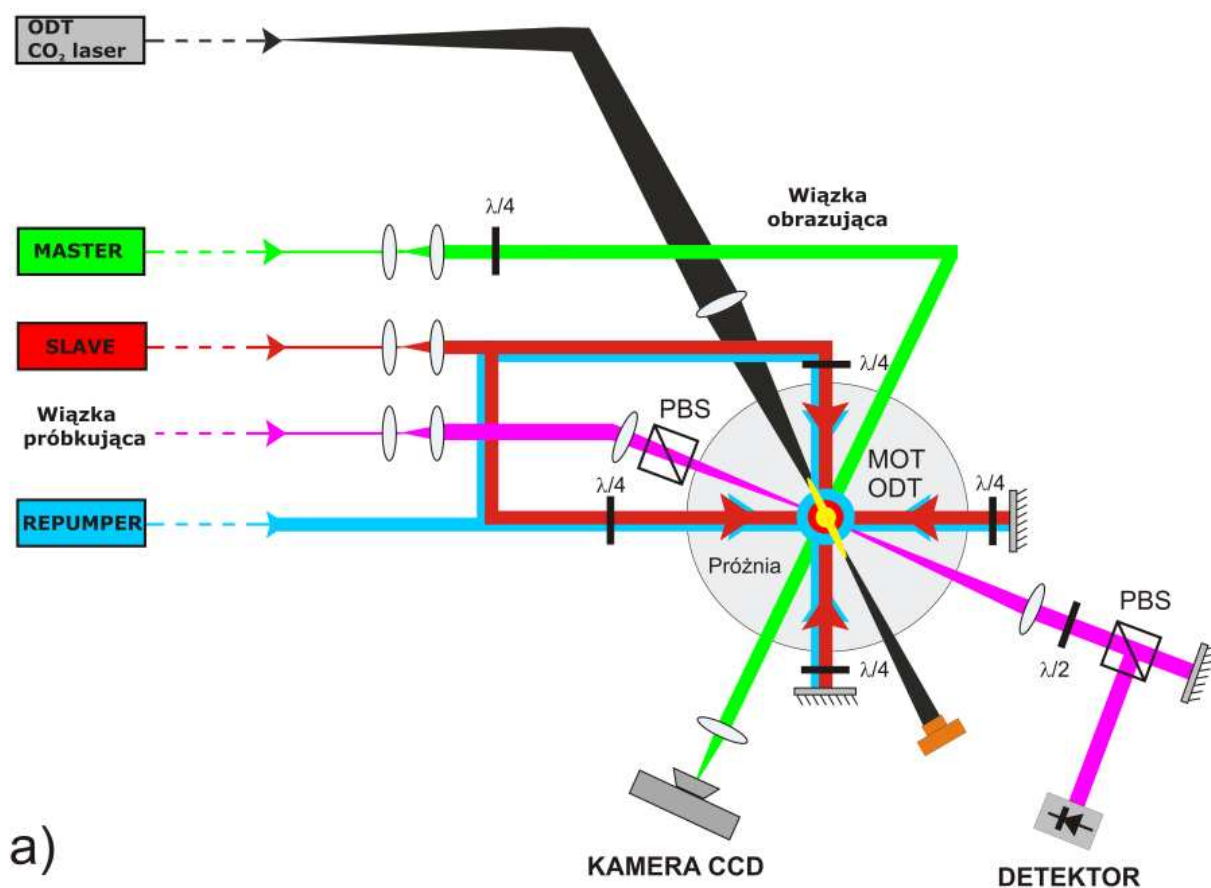 ODT
CO₂ laser
Wiązka
obrazująca
λ/4
MASTER
SLAVE
λ/4
PBS
Wiązka
próbkująca
MOT
ODT
λ/4
λ/4
REPUMPER
Próżnia
PBS
λ/4
λ/2
a)
KAMERA CCD
DETEKTOR